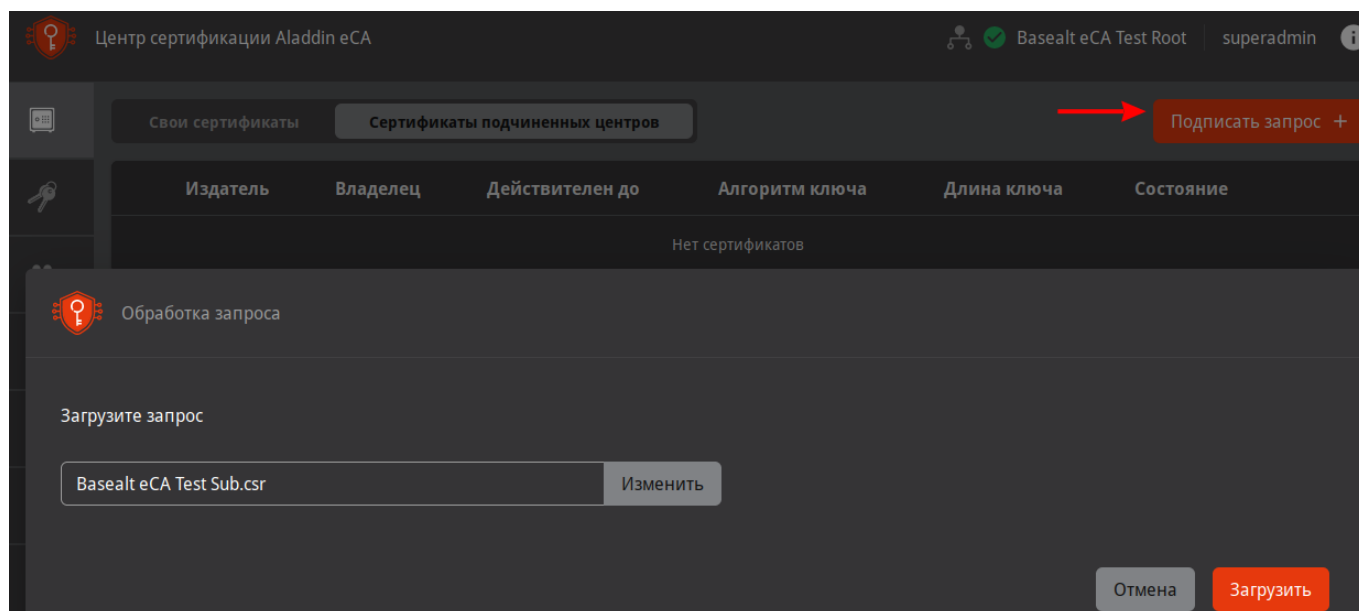 Центр сертификации Aladdin eCA
Basealt eCA Test Root
superadmin
Свои сертификаты
Сертификаты подчиненных центров
Подписать запрос +
Издатель Владелец Действителен до Алгоритм ключа Длина ключа Состояние
Нет сертификатов
Обработка запроса
Загрузите запрос
Basealt eCA Test Sub.csr
Изменить
Отмена
Загрузить